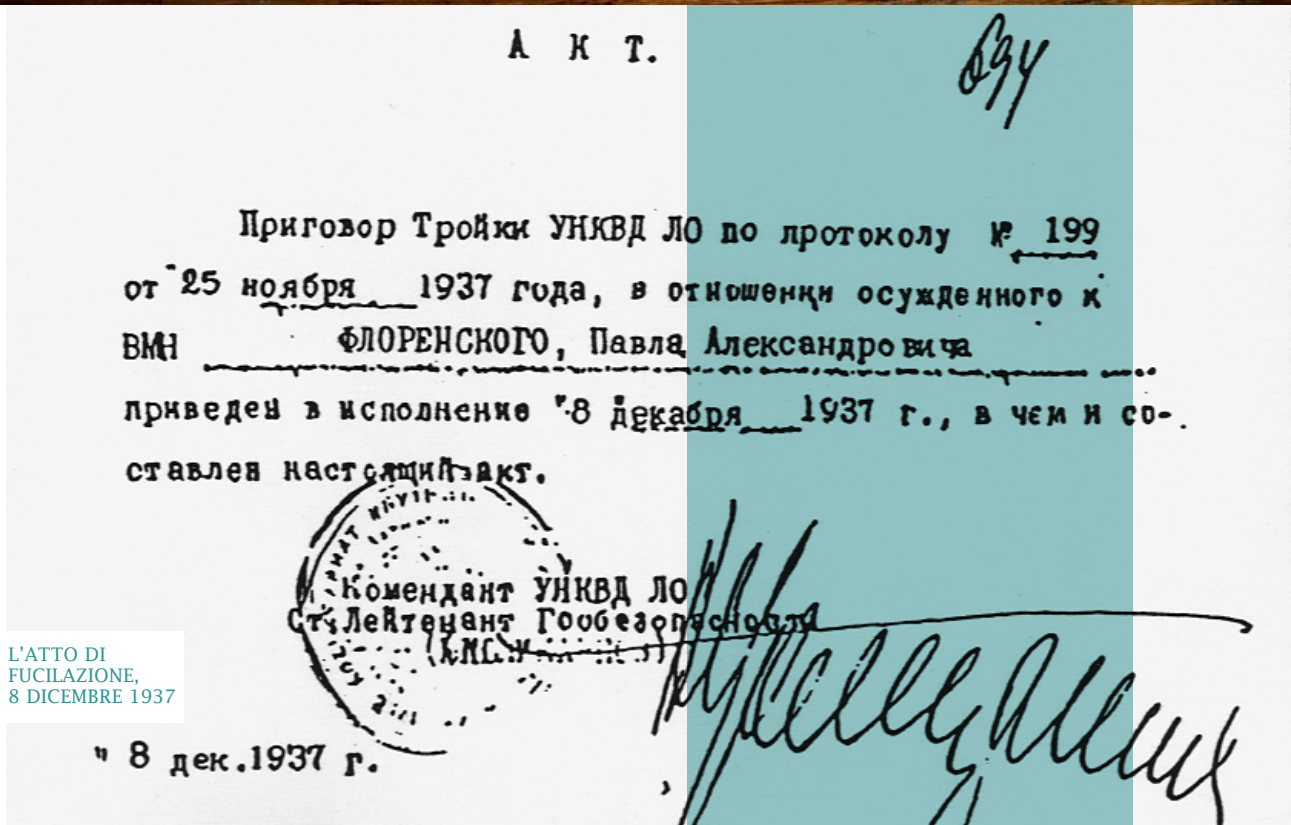 А К Т.
694
Приговор Тройки УНКВД ЛО по протоколу № 199
от "25 ноября 1937 года, в отношении осужденного к
ВМН ФЛОРЕНСКОГО, Павла Александровича
приведен в исполнение "8 декабря 1937 г., в чем и со-
ставлен настоящий акт.
Комендант УНКВД ЛО
Ст.Лейтенант Госбезопасности
L'ATTO DI
FUCILAZIONE,
8 DICEMBRE 1937
" 8 дек.1937 г.